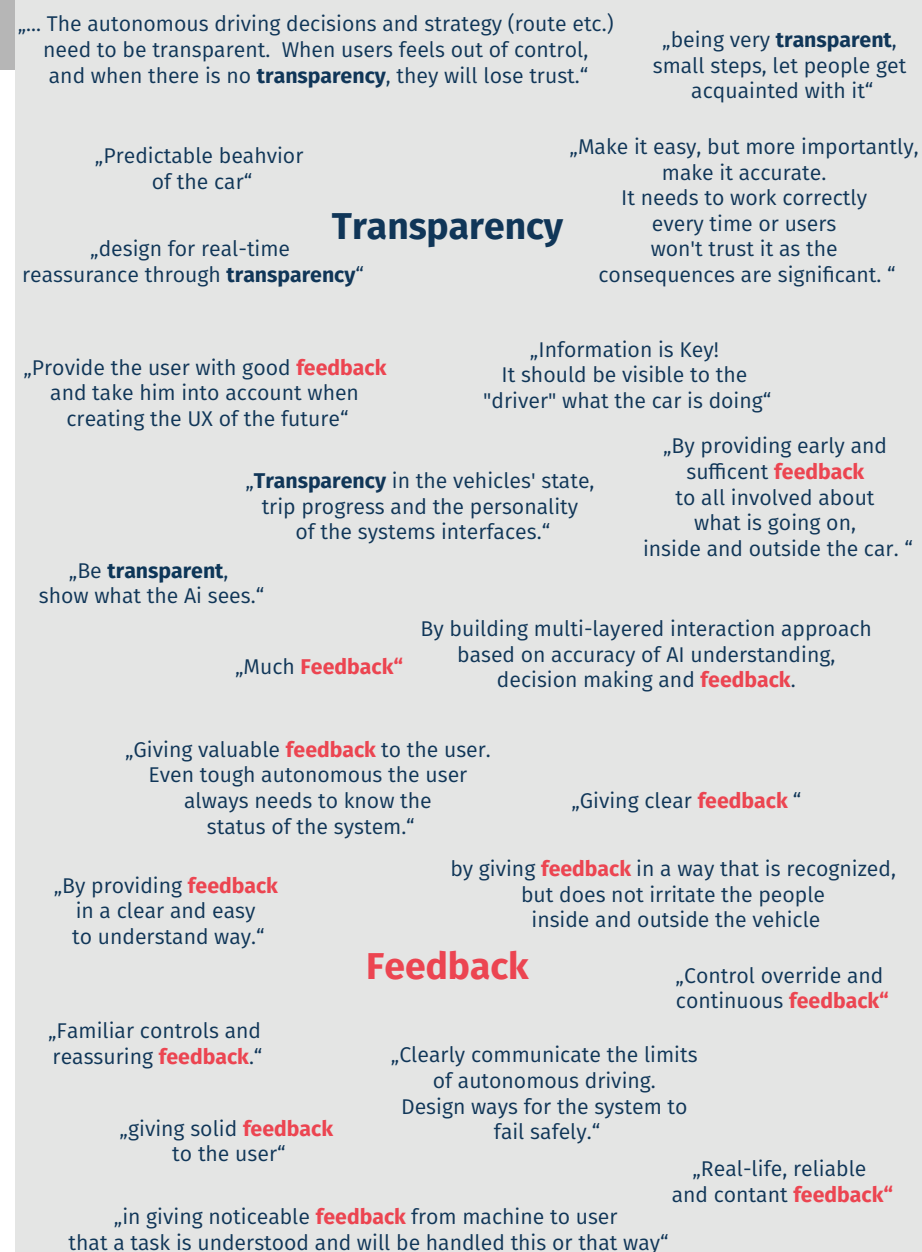 „... The autonomous driving decisions and strategy (route etc.)
need to be transparent.  When users feels out of control,
and when there is no transparency, they will lose trust.“
„being very transparent,
small steps, let people get
acquainted with it“
„Predictable beahvior
of the car“
„Make it easy, but more importantly,
make it accurate.
It needs to work correctly
every time or users
won't trust it as the
consequences are significant. “
Transparency
„design for real-time
reassurance through transparency“
„Provide the user with good feedback
and take him into account when
creating the UX of the future“
„Information is Key!
It should be visible to the
"driver" what the car is doing“
„By providing early and
sufficent feedback
to all involved about
what is going on,
inside and outside the car. “
„Transparency in the vehicles' state,
trip progress and the personality
of the systems interfaces.“
„Be transparent,
show what the Ai sees.“
By building multi-layered interaction approach
based on accuracy of AI understanding,
decision making and feedback.
„Much Feedback“
„Giving valuable feedback to the user.
Even tough autonomous the user
always needs to know the
status of the system.“
„Giving clear feedback “
by giving feedback in a way that is recognized,
but does not irritate the people
inside and outside the vehicle
„By providing feedback
in a clear and easy
to understand way.“
Feedback
„Control override and
continuous feedback“
„Familiar controls and
reassuring feedback.“
„Clearly communicate the limits
of autonomous driving.
Design ways for the system to
fail safely.“
„giving solid feedback
to the user“
„Real-life, reliable
and contant feedback“
„in giving noticeable feedback from machine to user
that a task is understood and will be handled this or that way“